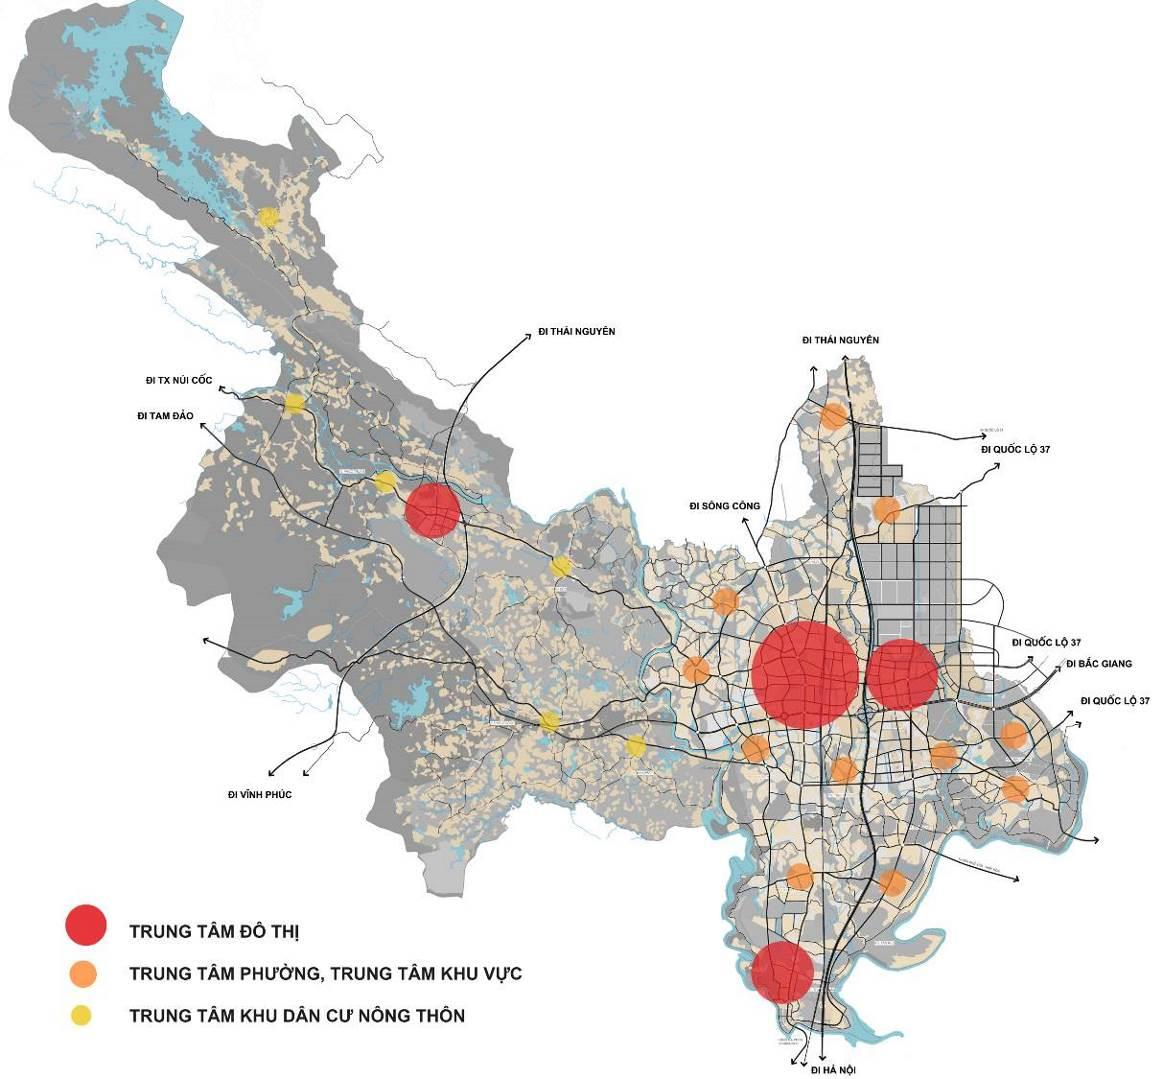 ĐI THÁI NGUYÊN
ĐI THÁI NGUYÊN
ĐI TX NÚI CỐC
ĐI TAM ĐẢO
ĐI QUỐC LỘ 37
ĐI SÔNG CÔNG
ĐI QUỐC LỘ 37
ĐI BẮC GIANG
ĐI QUỐC LỘ 37
ĐI VĨNH PHÚC
TRUNG TÂM ĐÔ THỊ
TRUNG TÂM PHƯỜNG, TRUNG TÂM KHU VỰC
TRUNG TÂM KHU DÂN CƯ NÔNG THÔN
ĐI HÀ NỘI